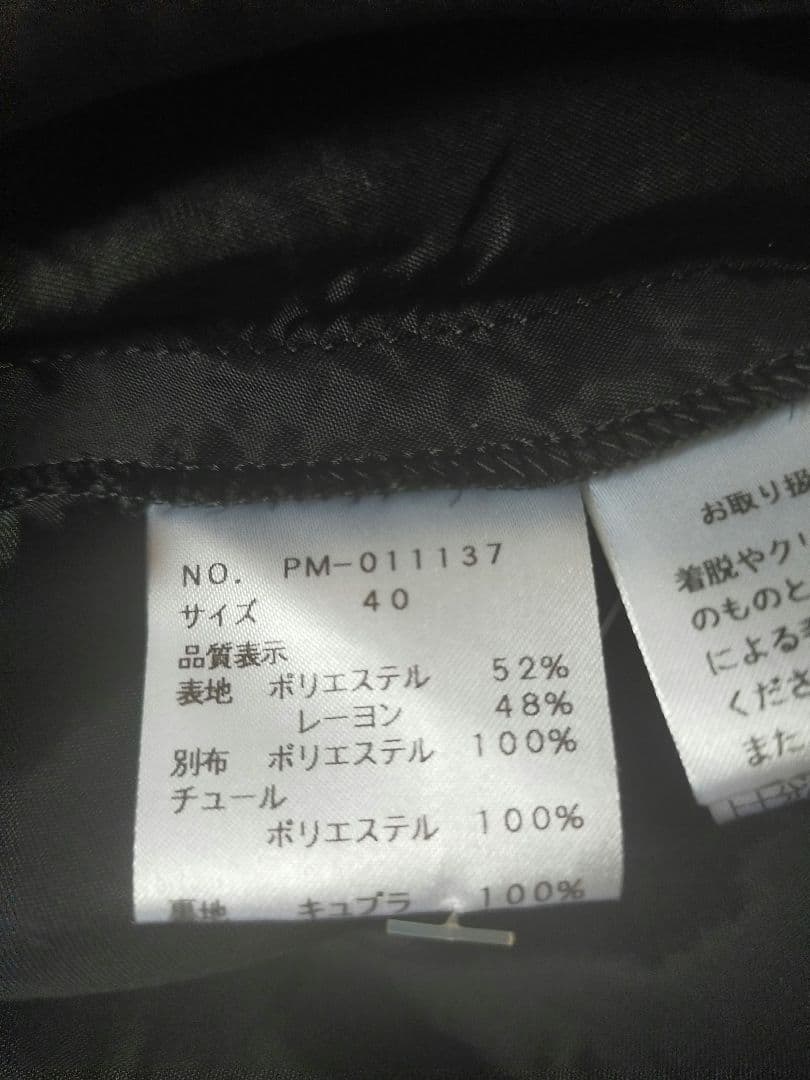 NO. PM-011137
サイズ 40
品質表示
表地 ポリエステル 52%
レーヨン 48%
別布 ポリエステル 100%
チュール
ポリエステル 100%
裏地 キュプラ 100%
お取り扱
着脱やクリ
のものと
による
くださ
また